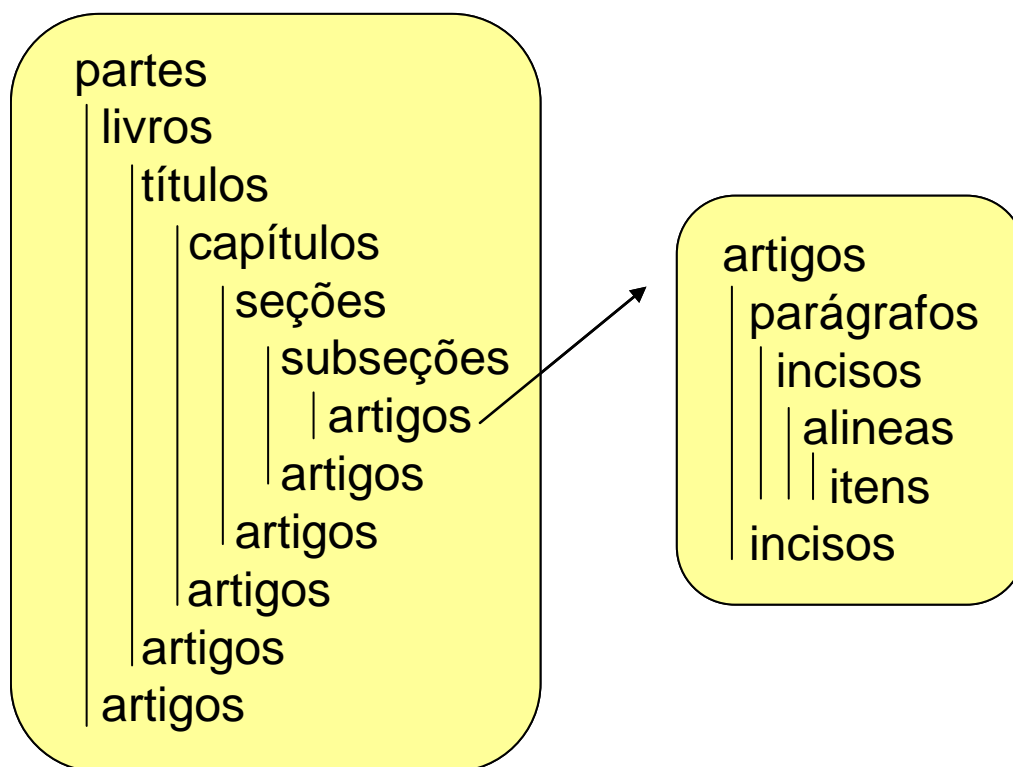 partes
livros
títulos
capítulos
seções
subseções
artigos
artigos
artigos
artigos
artigos
artigos
artigos
parágrafos
incisos
alineas
itens
incisos